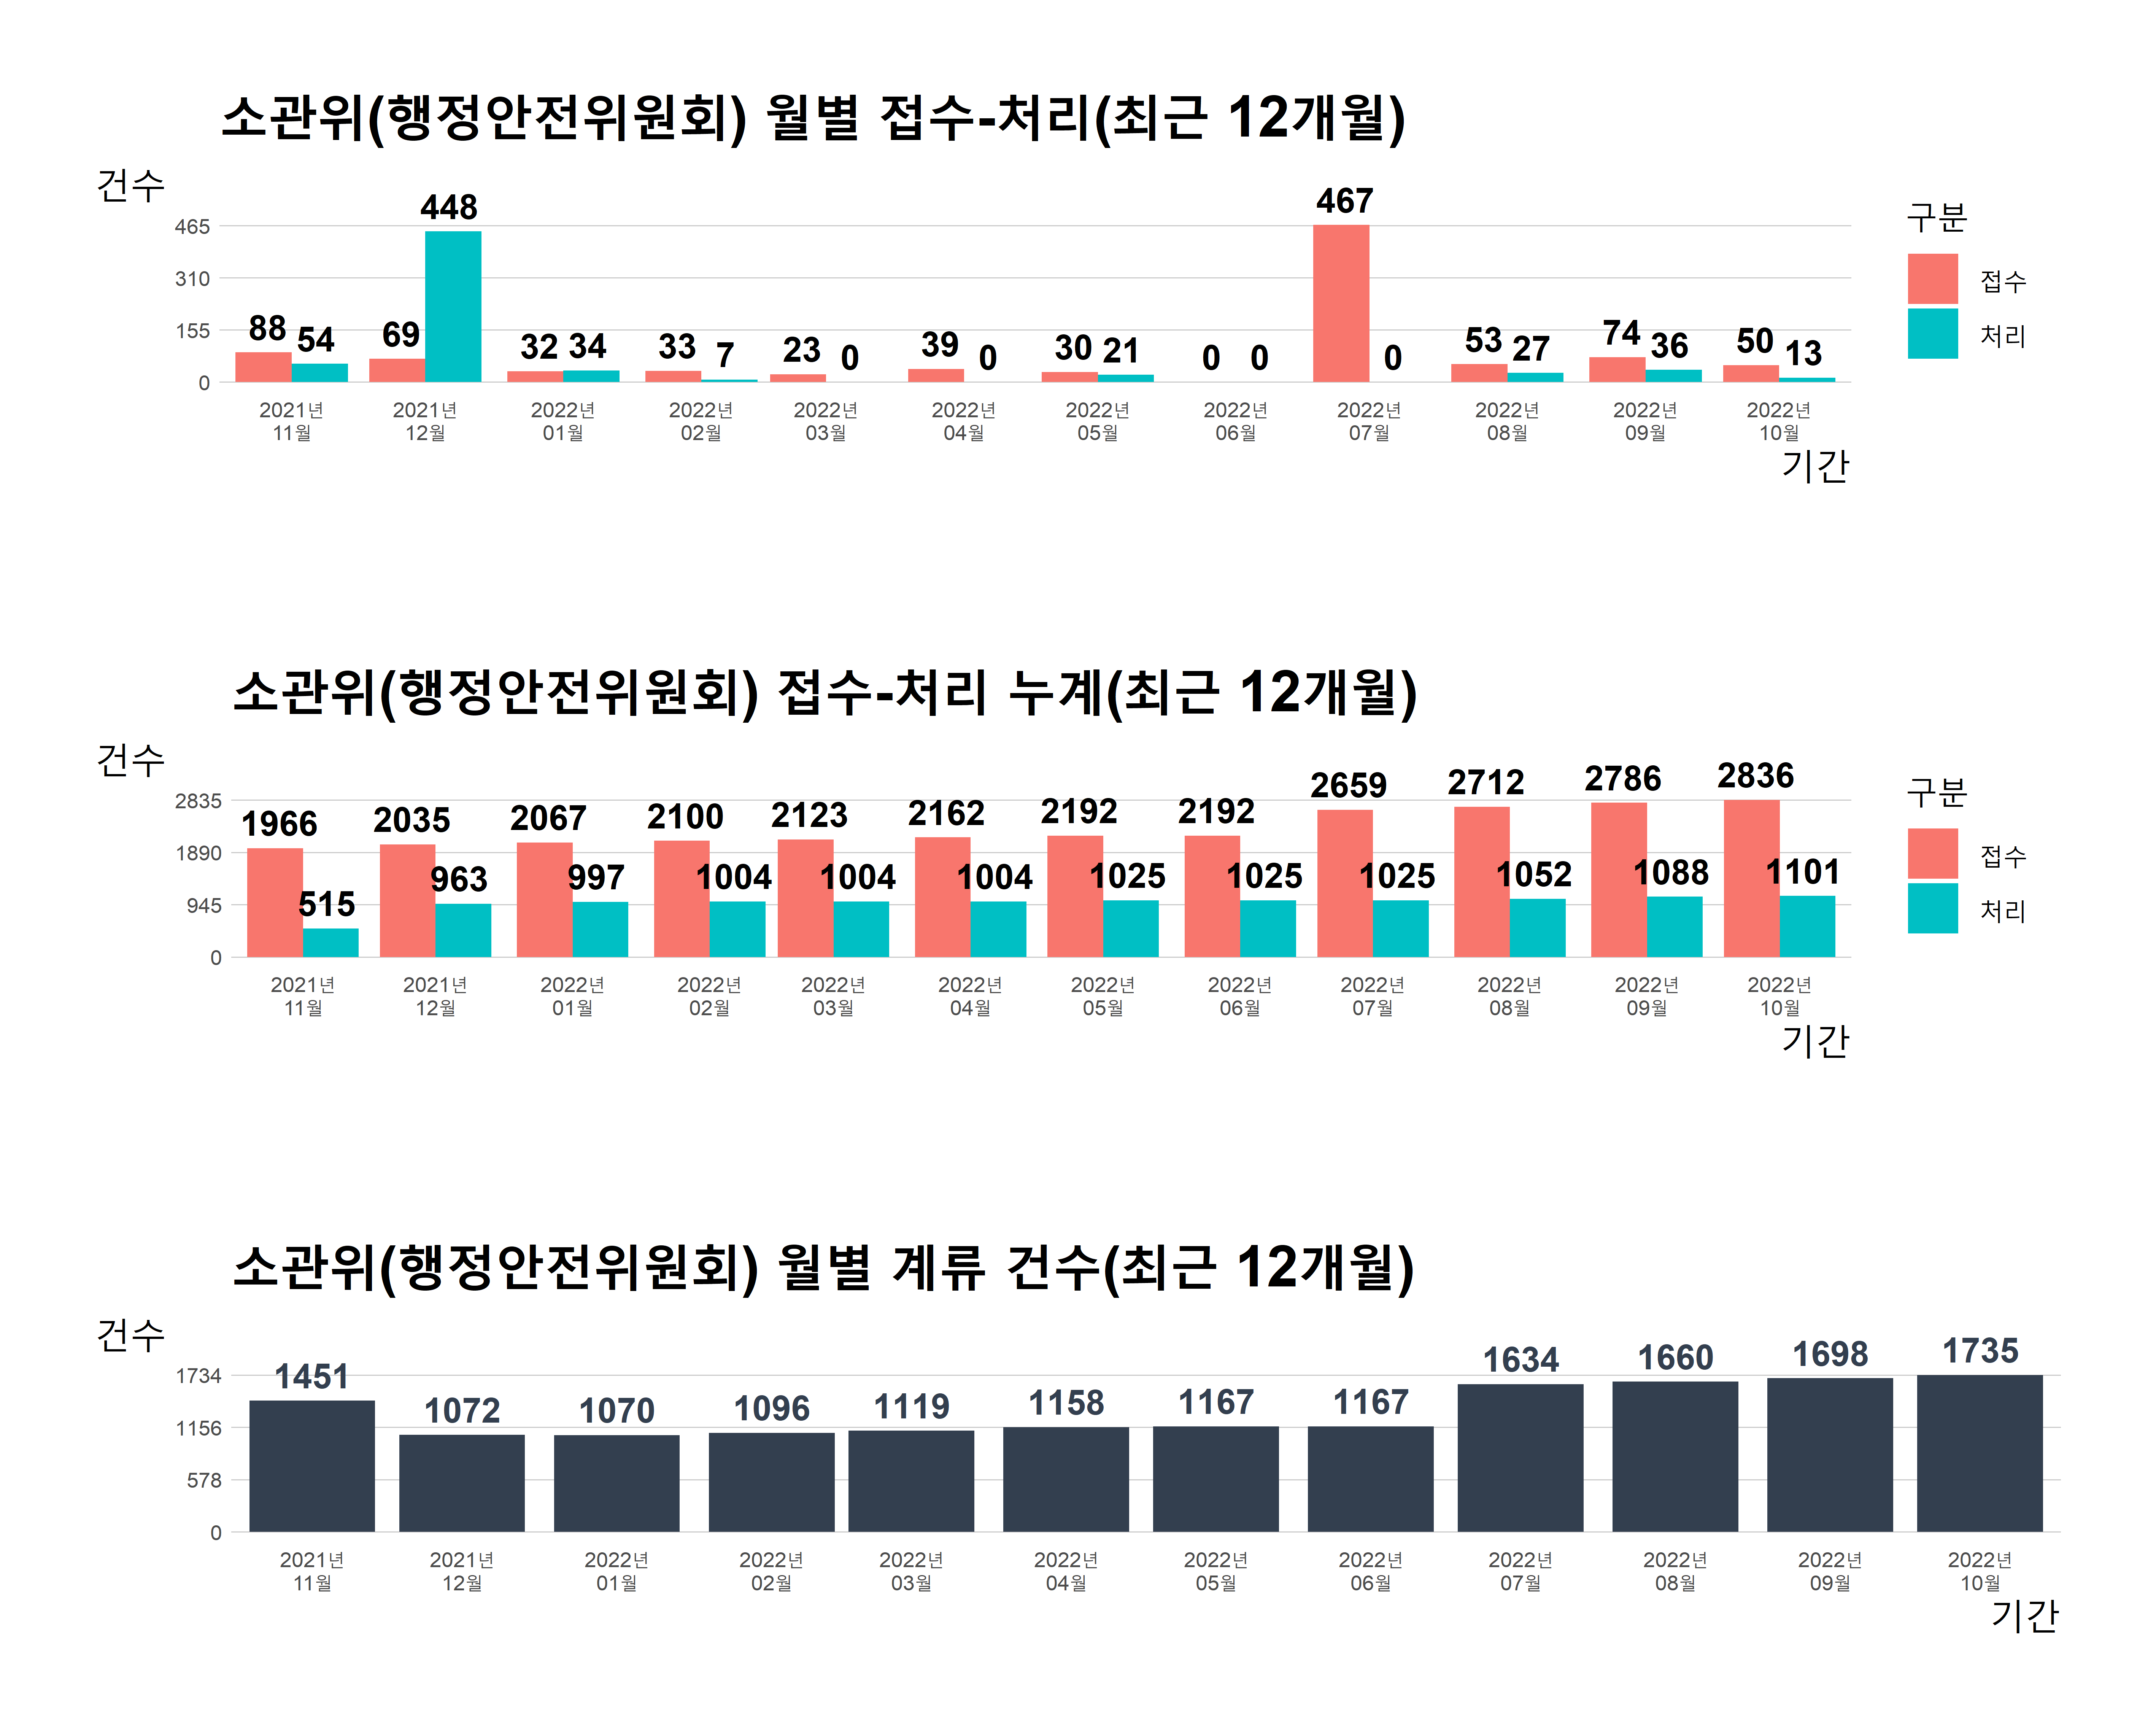 소관위(행정안전위원회) 월별 접수-처리(최근 12개월)
건수
465
310
155
0
88 54 69 448 32 34 33 7 23 0 39 0 30 21 0 0 467 0 53 27 74 36 50 13
2021년 2021년 2022년 2022년 2022년 2022년 2022년 2022년 2022년 2022년 2022년 2022년
11월 12월 01월 02월 03월 04월 05월 06월 07월 08월 09월 10월
기간
구분
접수
처리
소관위(행정안전위원회) 접수-처리 누계(최근 12개월)
건수
2835
1890
945
0
1966 2035 2067 2100 2123 2162 2192 2192 2659 2712 2786 2836
515 963 997 1004 1004 1004 1025 1025 1025 1052 1088 1101
2021년 2021년 2022년 2022년 2022년 2022년 2022년 2022년 2022년 2022년 2022년 2022년
11월 12월 01월 02월 03월 04월 05월 06월 07월 08월 09월 10월
기간
구분
접수
처리
소관위(행정안전위원회) 월별 계류 건수(최근 12개월)
건수
1734
1156
578
0
1451 1072 1070 1096 1119 1158 1167 1167 1634 1660 1698 1735
2021년 2021년 2022년 2022년 2022년 2022년 2022년 2022년 2022년 2022년 2022년 2022년
11월 12월 01월 02월 03월 04월 05월 06월 07월 08월 09월 10월
기간